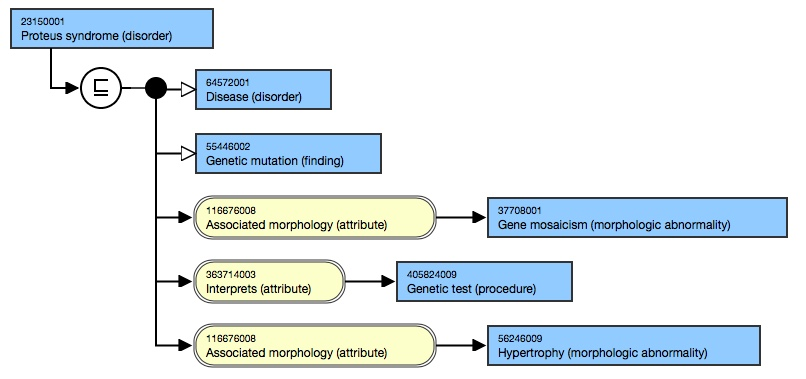 23150001
Proteus syndrome (disorder)
⊑
64572001
Disease (disorder)
55446002
Genetic mutation (finding)
116676008
Associated morphology (attribute)
37708001
Gene mosaicism (morphologic abnormality)
363714003
Interprets (attribute)
405824009
Genetic test (procedure)
116676008
Associated morphology (attribute)
56246009
Hypertrophy (morphologic abnormality)